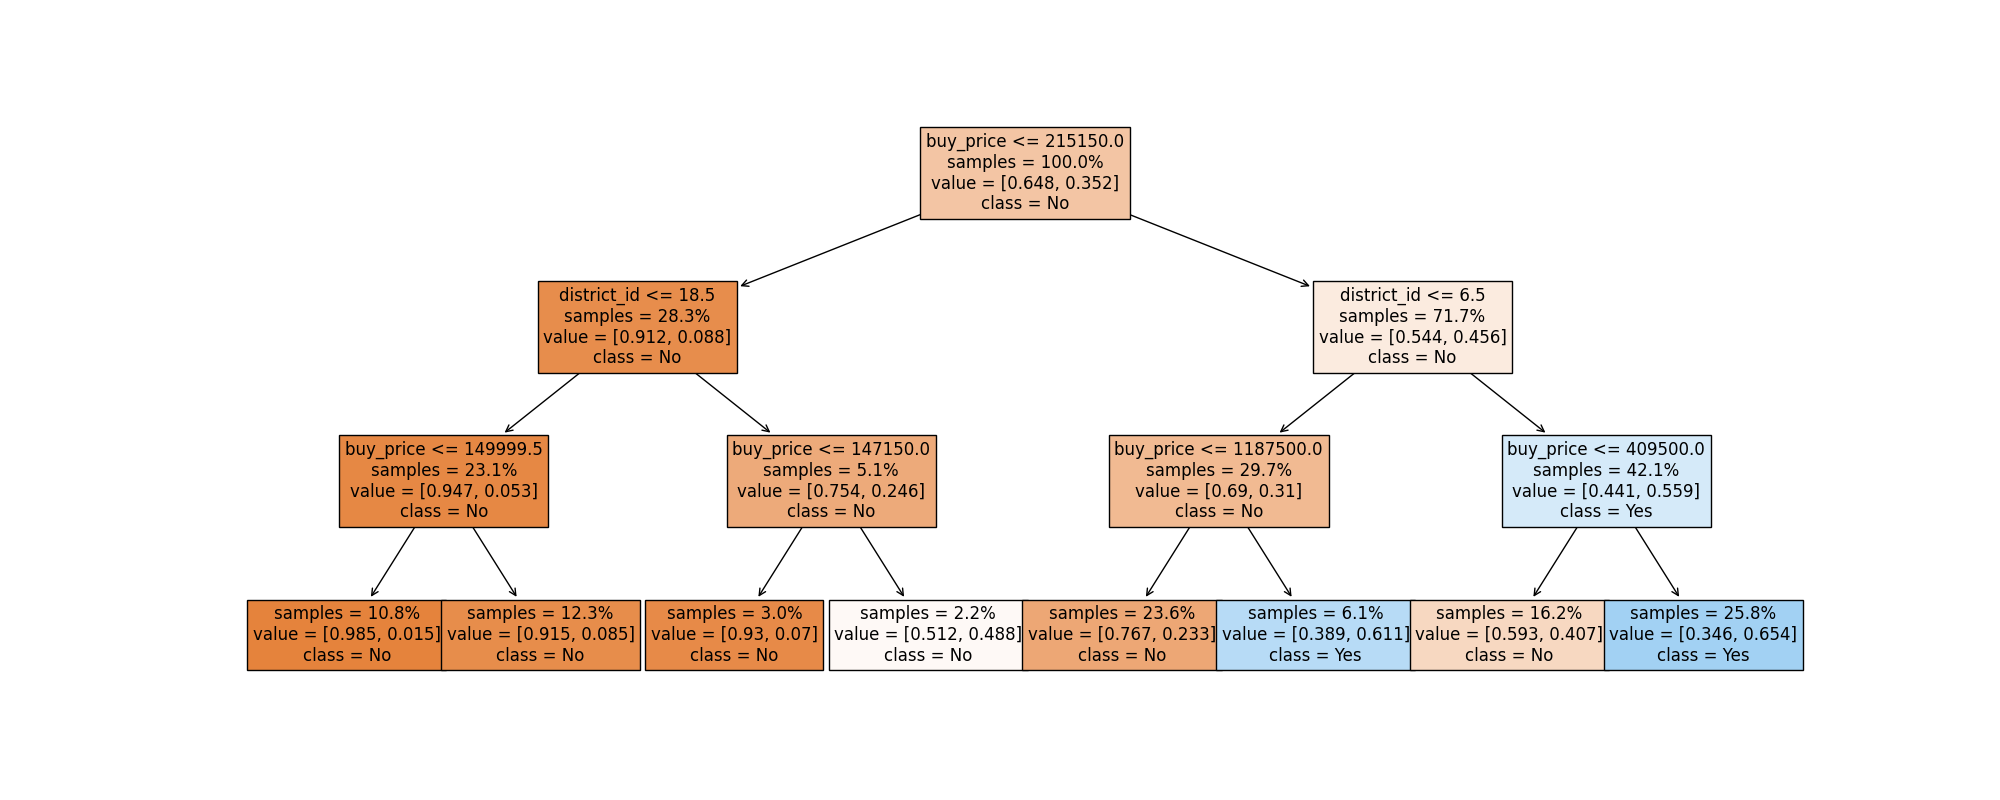 buy_price <= 215150.0
samples = 100.0%
value = [0.648, 0.352]
class = No
district_id <= 18.5
samples = 28.3%
value = [0.912, 0.088]
class = No
district_id <= 6.5
samples = 71.7%
value = [0.544, 0.456]
class = No
buy_price <= 149999.5
samples = 23.1%
value = [0.947, 0.053]
class = No
buy_price <= 147150.0
samples = 5.1%
value = [0.754, 0.246]
class = No
buy_price <= 1187500.0
samples = 29.7%
value = [0.69, 0.31]
class = No
buy_price <= 409500.0
samples = 42.1%
value = [0.441, 0.559]
class = Yes
samples = 10.8%
value = [0.985, 0.015]
class = No
samples = 12.3%
value = [0.915, 0.085]
class = No
samples = 3.0%
value = [0.93, 0.07]
class = No
samples = 2.2%
value = [0.512, 0.488]
class = No
samples = 23.6%
value = [0.767, 0.233]
class = No
samples = 6.1%
value = [0.389, 0.611]
class = Yes
samples = 16.2%
value = [0.593, 0.407]
class = No
samples = 25.8%
value = [0.346, 0.654]
class = Yes